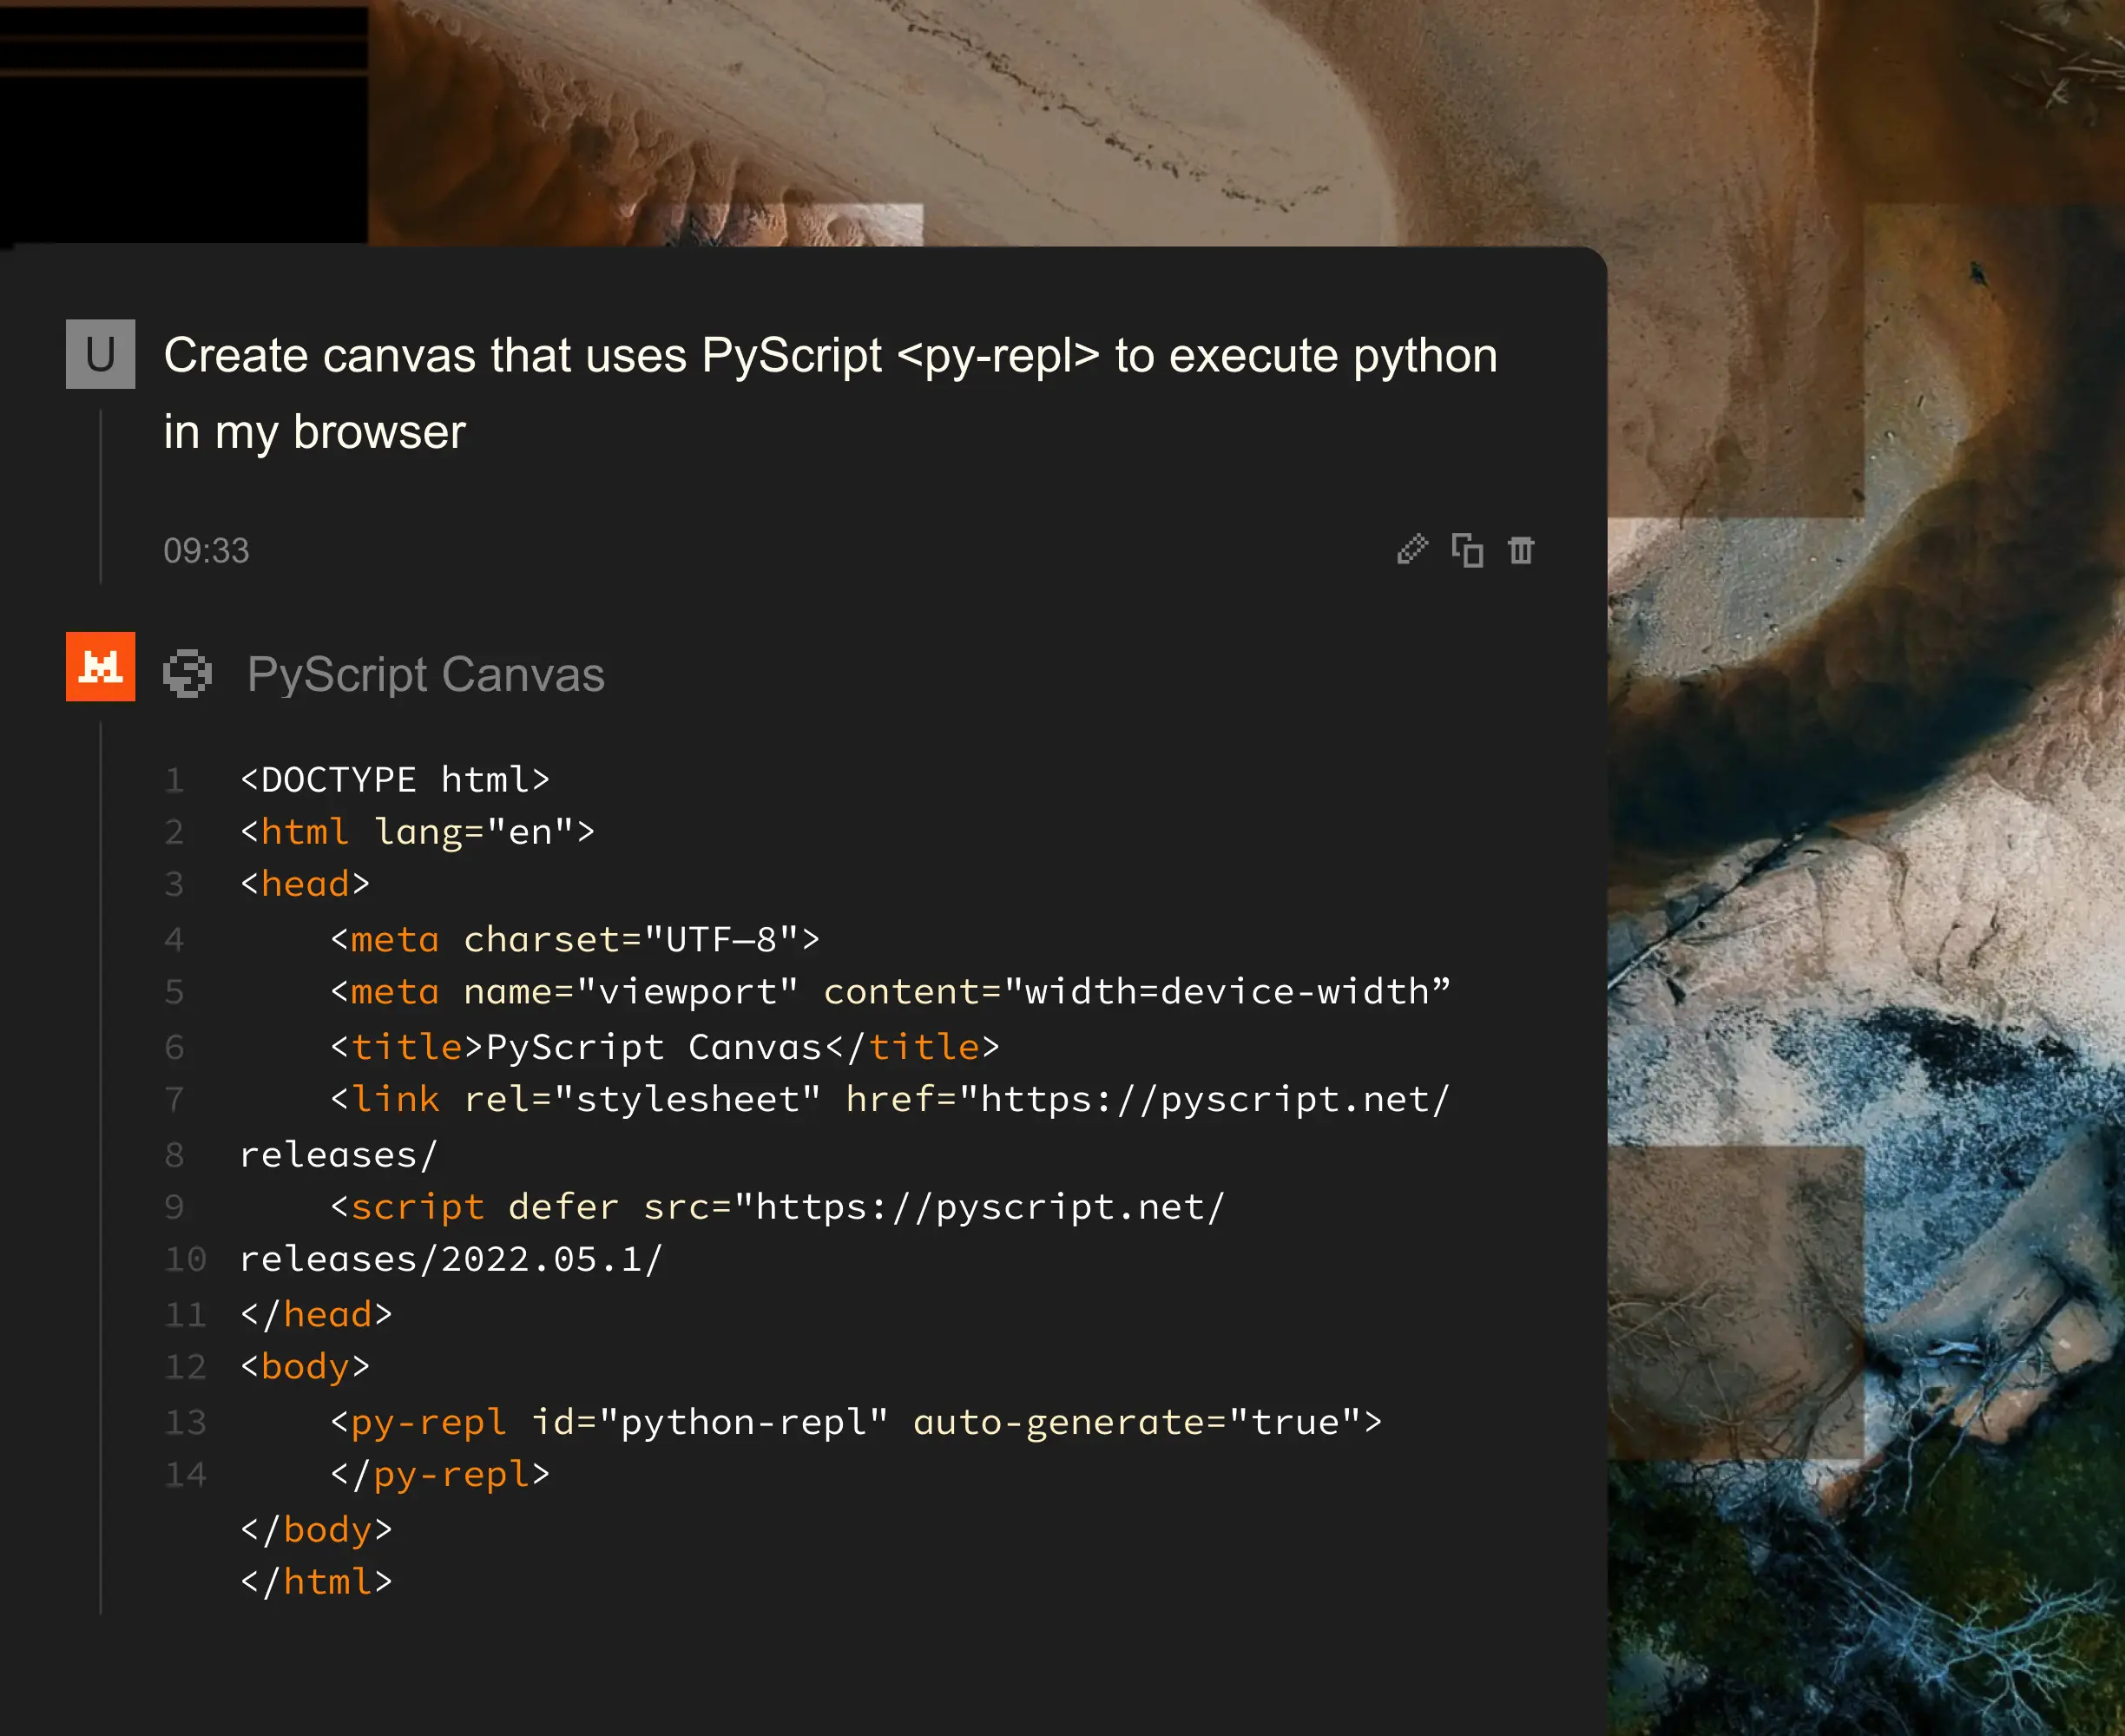 U
Create canvas that uses PyScript <py-repl> to execute python
in my browser
09:33
PyScript Canvas
1 <DOCTYPE html>
2 <html lang="en">
3 <head>
4 <meta charset="UTF—8">
5 <meta name="viewport" content="width=device-width”
6 <title>PyScript Canvas</title>
7 <link rel="stylesheet" href="https://pyscript.net/
8 releases/
9 <script defer src="https://pyscript.net/
10 releases/2022.05.1/
11 </head>
12 <body>
13 <py-repl id="python-repl" auto-generate="true">
14 </py-repl>
</body>
</html>